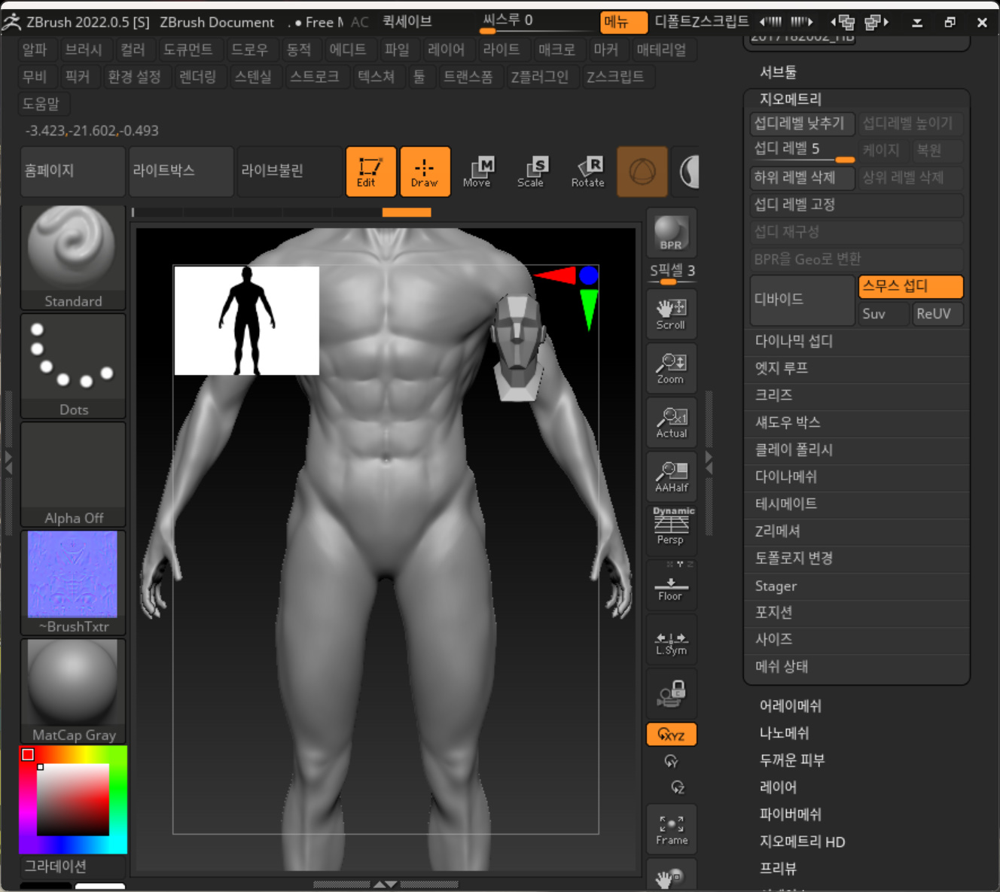 ZBrush 2022.0.5 [S] ZBrush Document . ● Free M AC 퀵세이브 씨스루 0 메뉴 디폴트Z스크립트
알파 브러시 컬러 도큐먼트 드로우 동적 에디트 파일 레이어 라이트 매크로 마커 매테리얼
무비 픽커 환경 설정 렌더링 스텐실 스트로크 텍스쳐 툴 트랜스폼 Z플러그인 Z스크립트
도움말
-3.423,-21.602,-0.493
홈페이지 라이트박스 라이브불린 Edit Draw Move Scale Rotate
M S R
Standard
Dots
Alpha Off
~BrushTxtr
MatCap Gray
그라데이션
BPR
S픽셀 3
Scroll
Zoom
x1
Actual
AAHalf
Dynamic
Persp
X Y Z
Floor
L.Sym
XYZ
Y
Z
Frame
서브툴
지오메트리
섭디레벨 낮추기 섭디레벨 높이기
섭디 레벨 5 케이지 복원
하위 레벨 삭제 상위 레벨 삭제
섭디 레벨 고정
섭디 재구성
BPR을 Geo로 변환
디바이드 스무스 섭디
Suv ReUV
다이나믹 섭디
엣지 루프
크리즈
섀도우 박스
클레이 폴리시
다이나메쉬
테시메이트
Z리메셔
토폴로지 변경
Stager
포지션
사이즈
메쉬 상태
어레이메쉬
나노메쉬
두꺼운 피부
레이어
파이버메쉬
지오메트리 HD
프리뷰